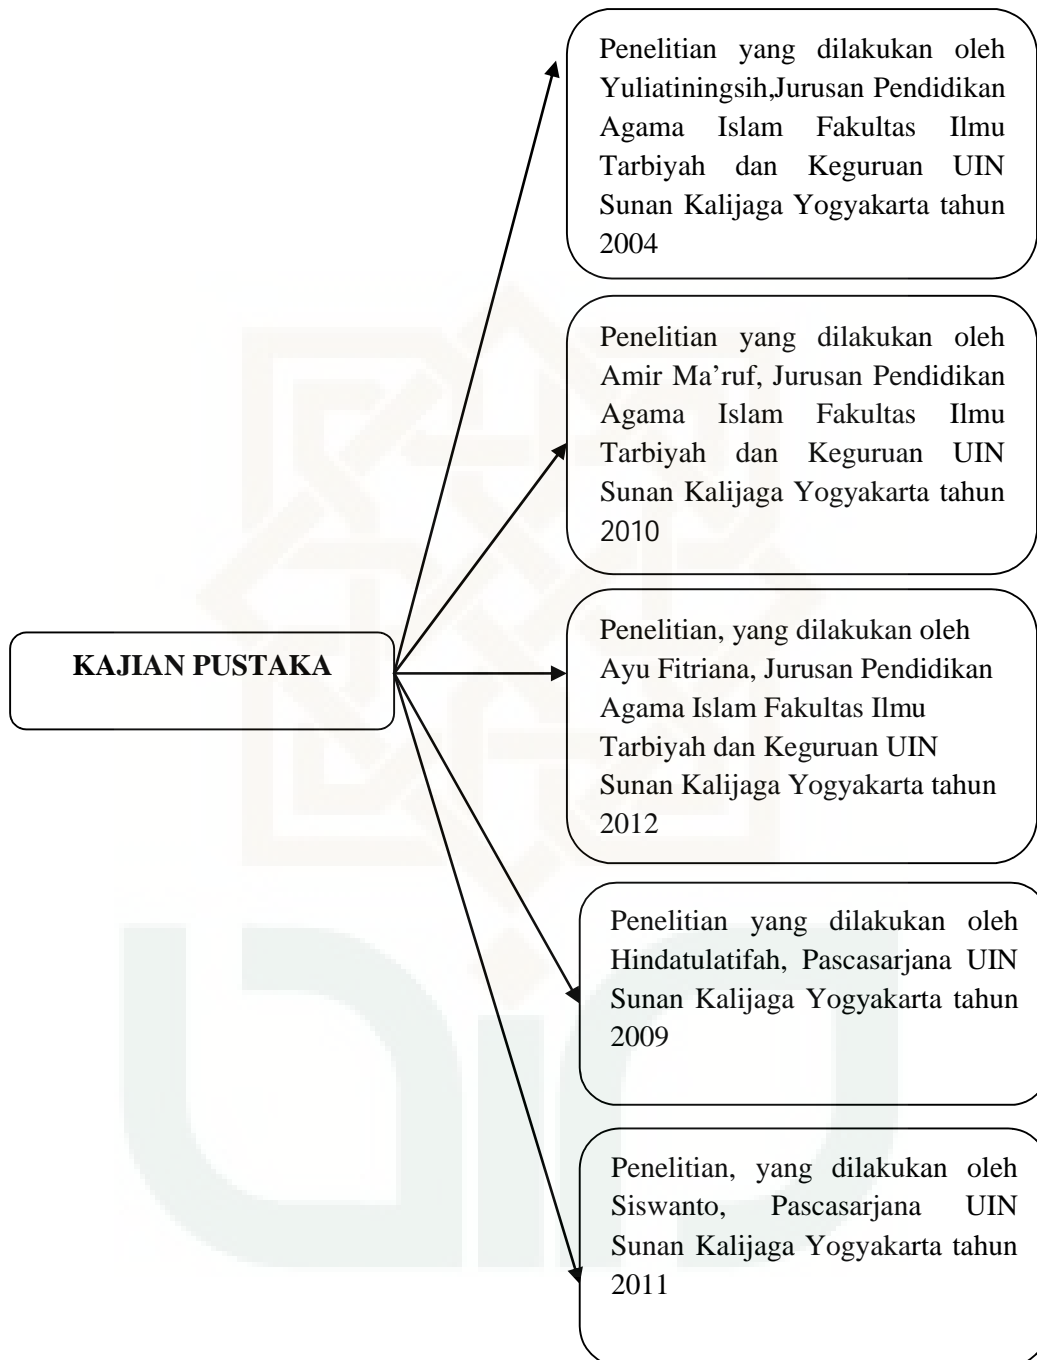 Penelitian yang dilakukan oleh
Yuliatiningsih,Jurusan Pendidikan
Agama Islam Fakultas Ilmu
Tarbiyah dan Keguruan UIN
Sunan Kalijaga Yogyakarta tahun
2004
Penelitian yang dilakukan oleh
Amir Ma’ruf, Jurusan Pendidikan
Agama Islam Fakultas Ilmu
Tarbiyah dan Keguruan UIN
Sunan Kalijaga Yogyakarta tahun
2010
KAJIAN PUSTAKA
Penelitian, yang dilakukan oleh
Ayu Fitriana, Jurusan Pendidikan
Agama Islam Fakultas Ilmu
Tarbiyah dan Keguruan UIN
Sunan Kalijaga Yogyakarta tahun
2012
Penelitian yang dilakukan oleh
Hindatulatifah, Pascasarjana UIN
Sunan Kalijaga Yogyakarta tahun
2009
Penelitian, yang dilakukan oleh
Siswanto, Pascasarjana UIN
Sunan Kalijaga Yogyakarta tahun
2011